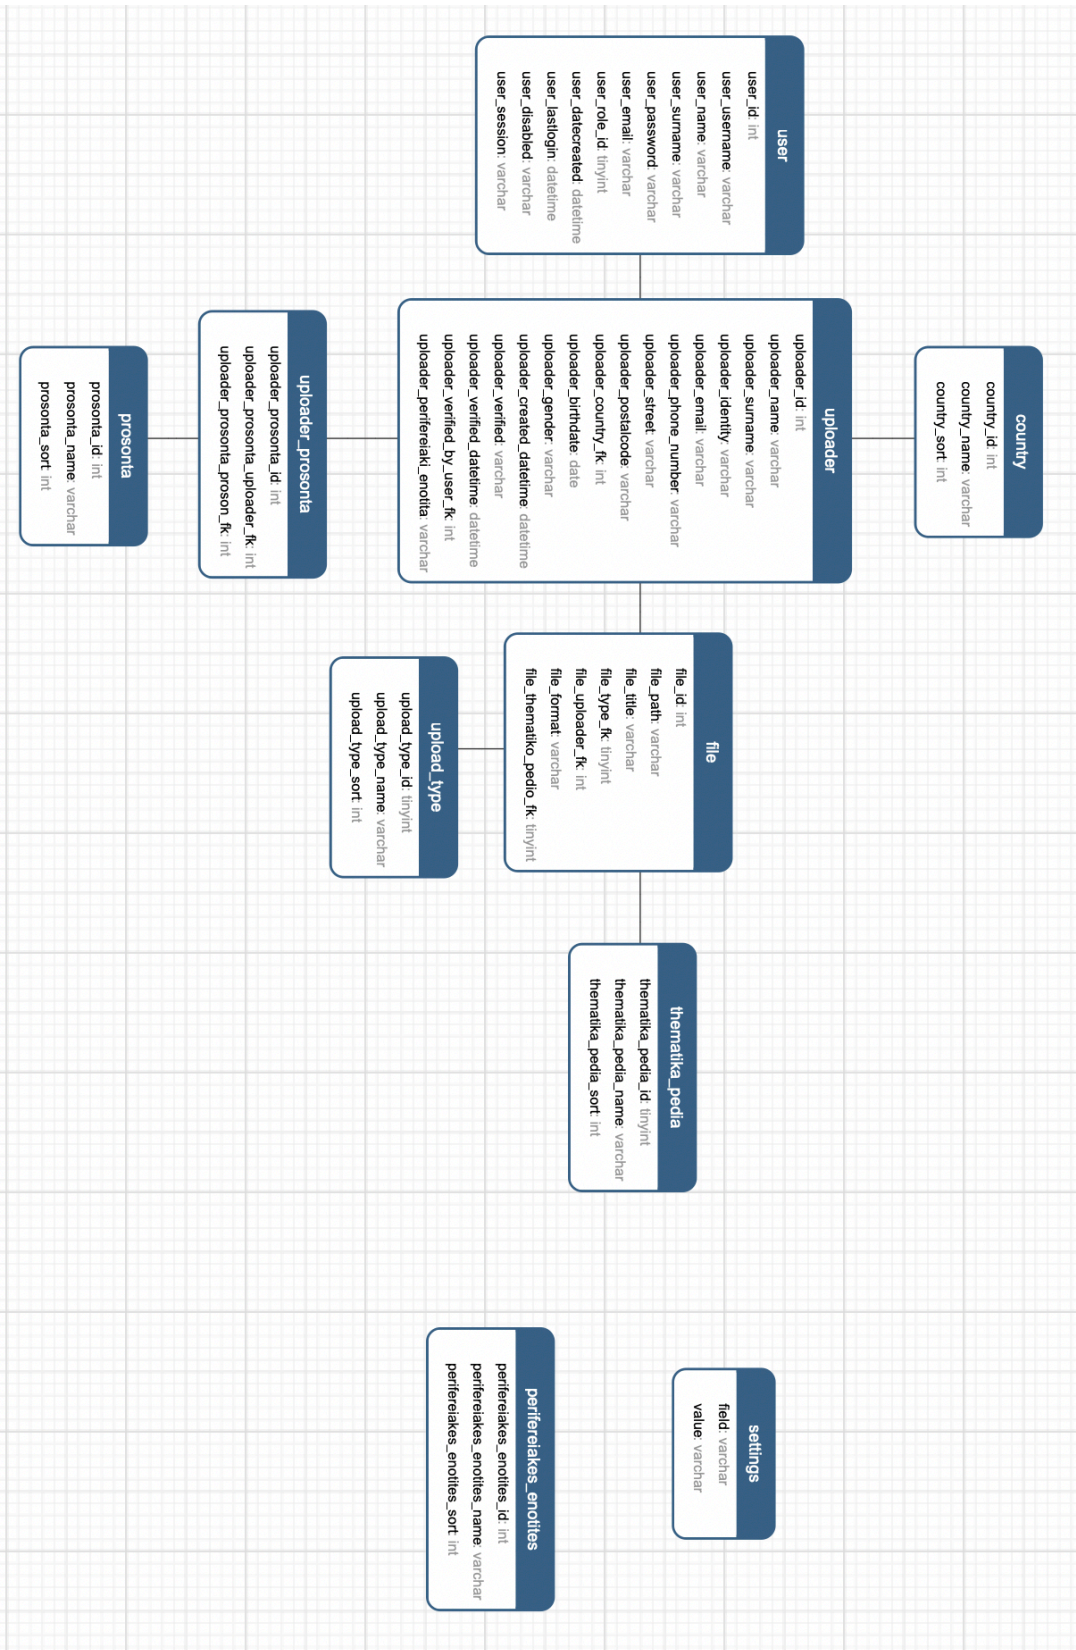 country
country_id: int
country_name: varchar
country_sort: int
user
user_id: int
user_username: varchar
user_name: varchar
user_surname: varchar
user_password: varchar
user_email: varchar
user_role_id: tinyint
user_datecreated: datetime
user_lastlogin: datetime
user_disabled: varchar
user_session: varchar
uploader
uploader_id: int
uploader_name: varchar
uploader_surname: varchar
uploader_identity: varchar
uploader_email: varchar
uploader_phone_number: varchar
uploader_street: varchar
uploader_postalcode: varchar
uploader_country_fk: int
uploader_birthdate: date
uploader_gender: varchar
uploader_created_datetime: datetime
uploader_verified: varchar
uploader_verified_datetime: datetime
uploader_verified_by_user_fk: int
uploader_perifereiaki_enotita: varchar
file
file_id: int
file_path: varchar
file_title: varchar
file_type_fk: tinyint
file_uploader_fk: int
file_format: varchar
file_thematiko_pedio_fk: tinyint
thematika_pedia
thematika_pedia_id: tinyint
thematika_pedia_name: varchar
thematika_pedia_sort: int
settings
field: varchar
value: varchar
uploader_prosonta
uploader_prosonta_id: int
uploader_prosonta_uploader_fk: int
uploader_prosonta_proson_fk: int
upload_type
upload_type_id: tinyint
upload_type_name: varchar
upload_type_sort: int
perifereiakes_enotites
perifereiakes_enotites_id: int
perifereiakes_enotites_name: varchar
perifereiakes_enotites_sort: int
prosonta
prosonta_id: int
prosonta_name: varchar
prosonta_sort: int